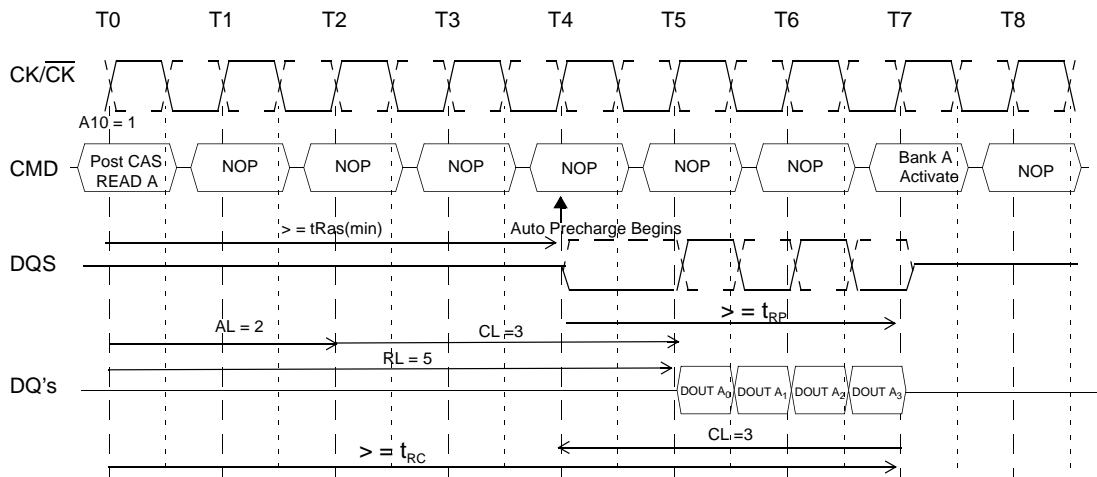 T0 T1 T2 T3 T4 T5 T6 T7 T8
CK/C̅K̅
A10 = 1
CMD
Post CAS
READ A
NOP NOP NOP NOP NOP NOP
Bank A
Activate
NOP
> = tRas(min)
Auto Precharge Begins
DQS
> = tRP
AL = 2
CL =3
RL = 5
DQ's
DOUT A0 DOUT A1 DOUT A2 DOUT A3
CL =3
> = tRC